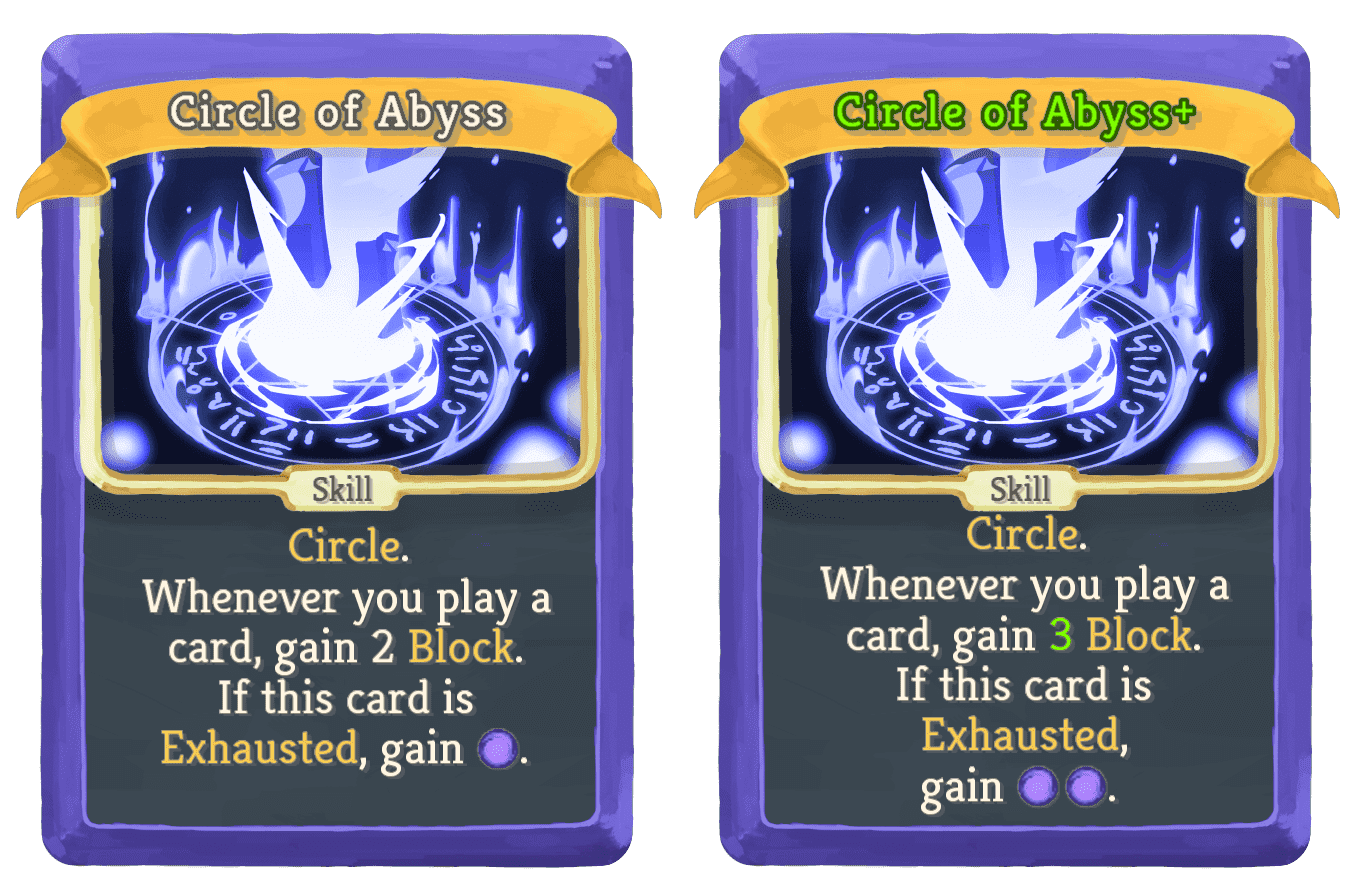 Circle of Abyss
Skill
Circle.
Whenever you play a
card, gain 2 Block.
If this card is
Exhausted, gain .
Circle of Abyss+
Skill
Circle.
Whenever you play a
card, gain 3 Block.
If this card is
Exhausted,
gain .